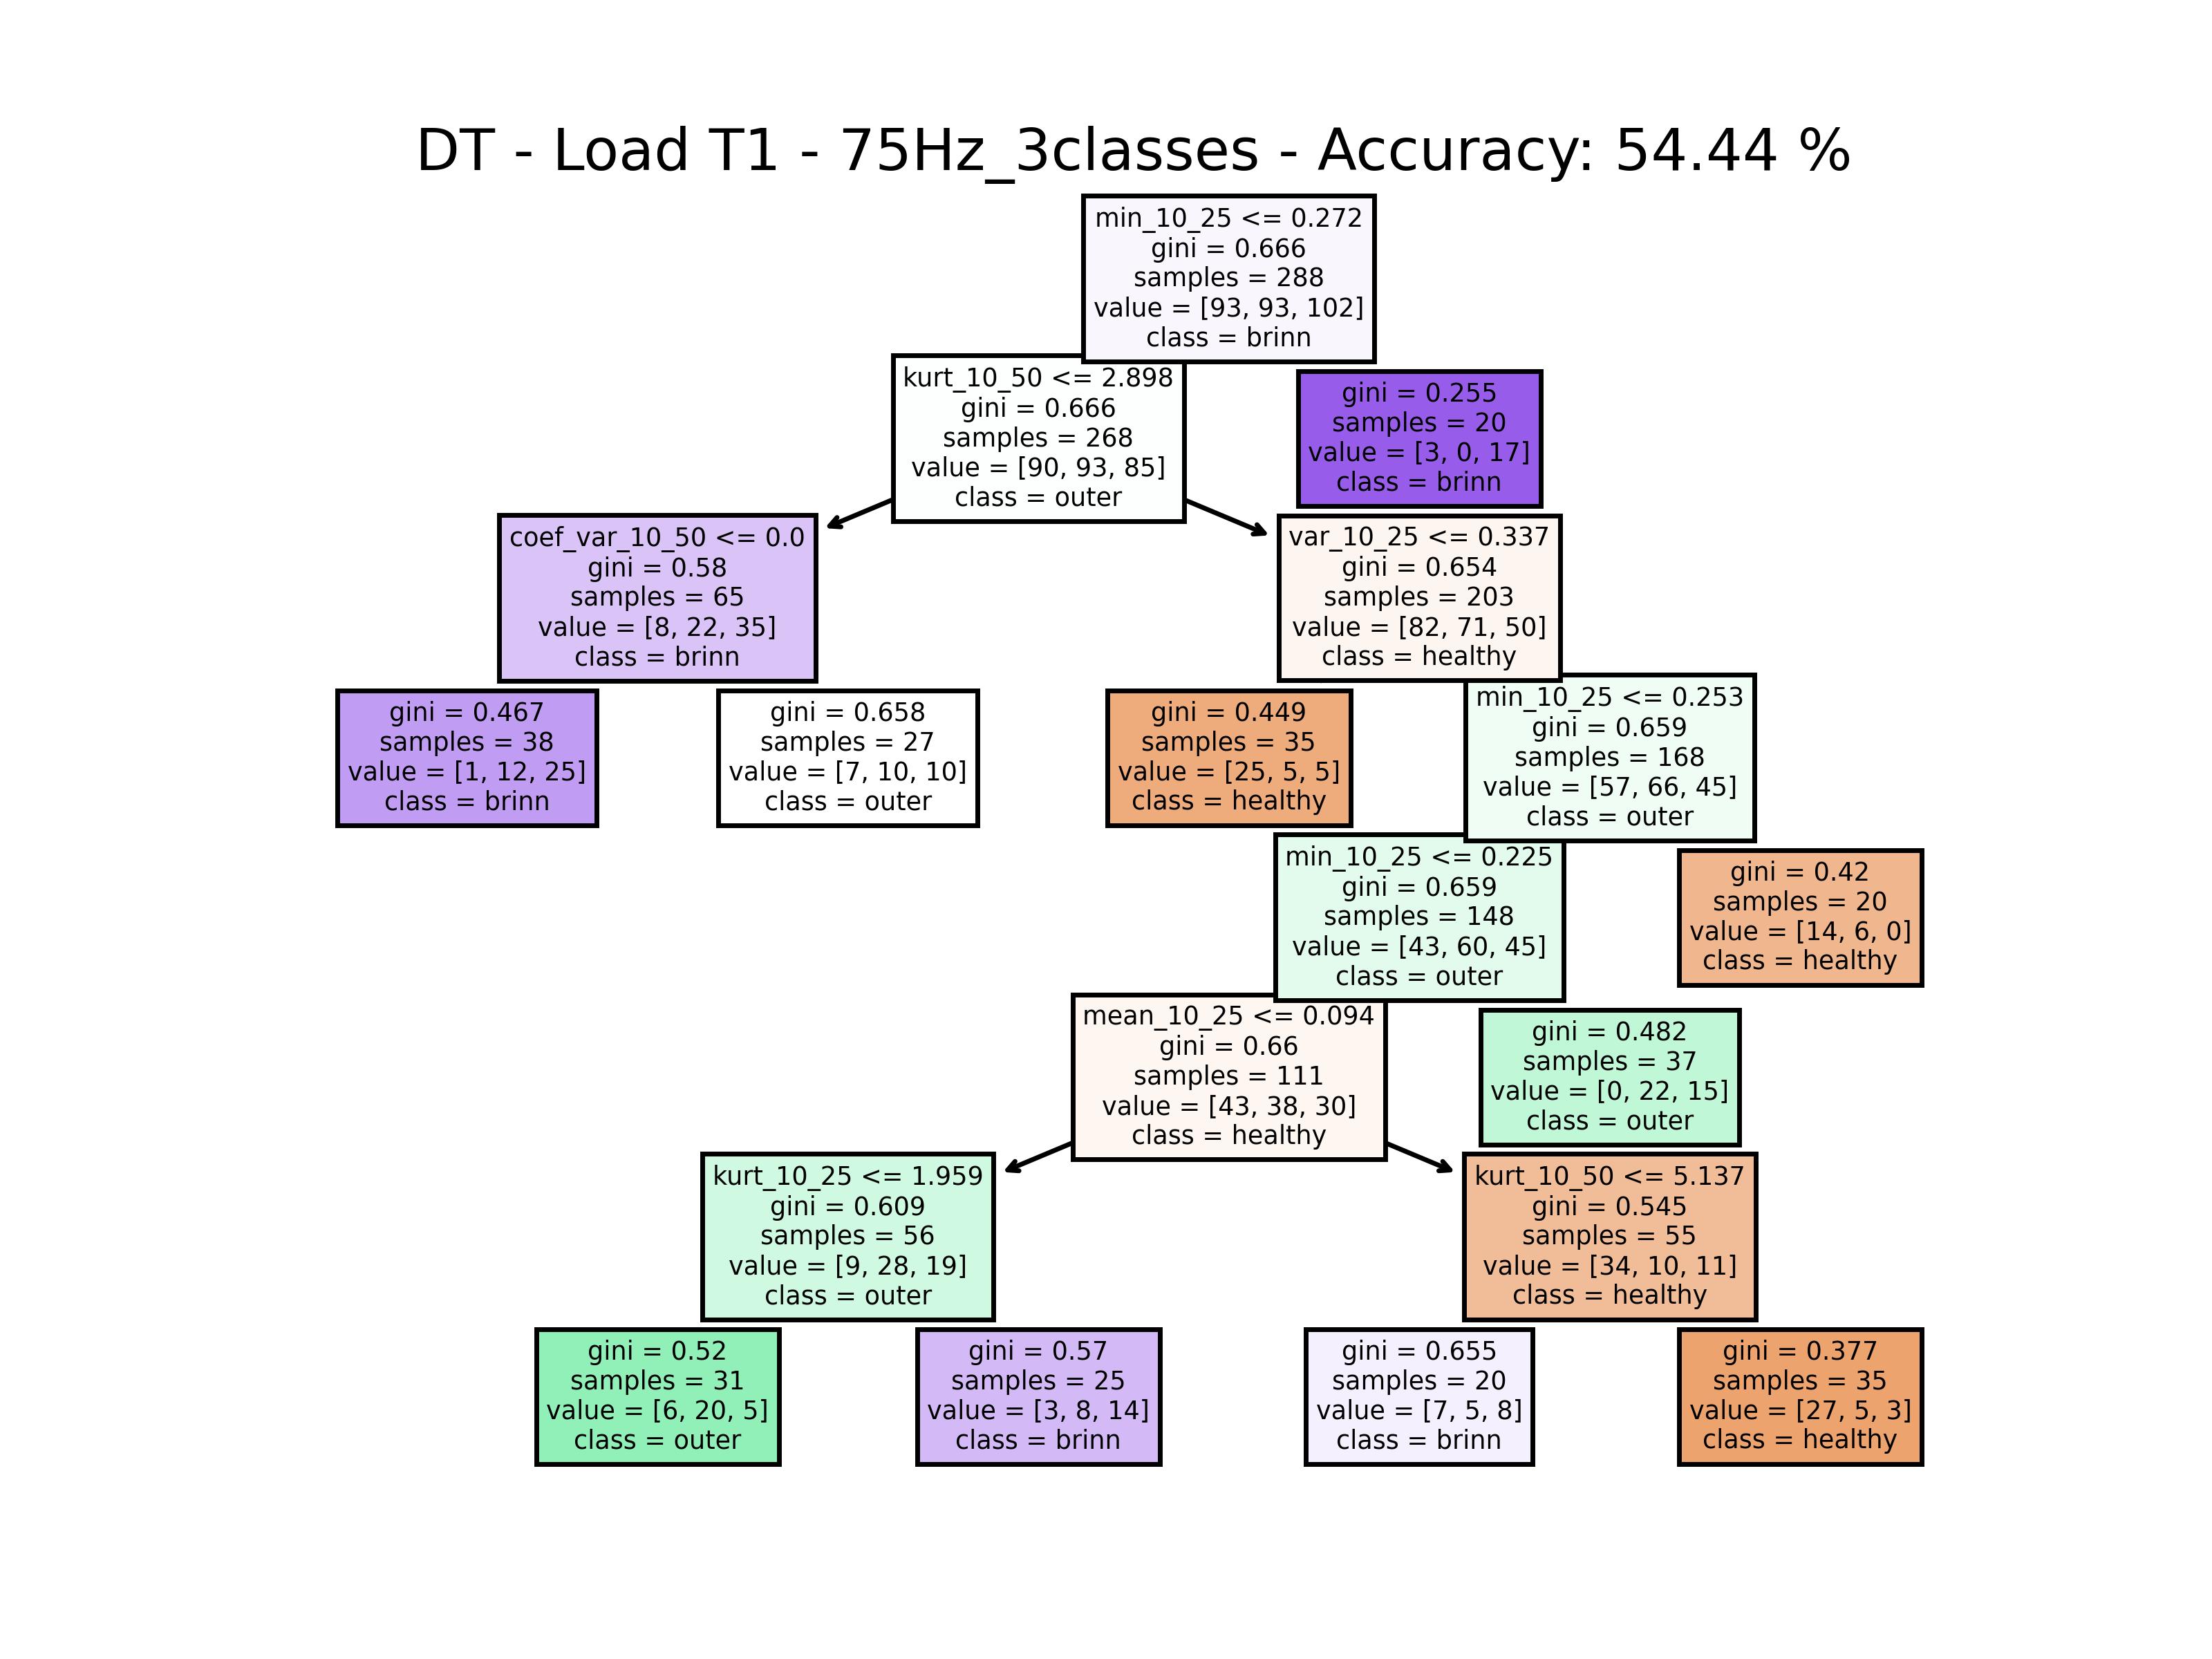 DT - Load T1 - 75Hz_3classes - Accuracy: 54.44 %
min_10_25 <= 0.272
gini = 0.666
samples = 288
value = [93, 93, 102]
class = brinn
kurt_10_50 <= 2.898
gini = 0.666
samples = 268
value = [90, 93, 85]
class = outer
gini = 0.255
samples = 20
value = [3, 0, 17]
class = brinn
coef_var_10_50 <= 0.0
gini = 0.58
samples = 65
value = [8, 22, 35]
class = brinn
var_10_25 <= 0.337
gini = 0.654
samples = 203
value = [82, 71, 50]
class = healthy
gini = 0.467
samples = 38
value = [1, 12, 25]
class = brinn
gini = 0.658
samples = 27
value = [7, 10, 10]
class = outer
gini = 0.449
samples = 35
value = [25, 5, 5]
class = healthy
min_10_25 <= 0.253
gini = 0.659
samples = 168
value = [57, 66, 45]
class = outer
min_10_25 <= 0.225
gini = 0.659
samples = 148
value = [43, 60, 45]
class = outer
gini = 0.42
samples = 20
value = [14, 6, 0]
class = healthy
mean_10_25 <= 0.094
gini = 0.66
samples = 111
value = [43, 38, 30]
class = healthy
gini = 0.482
samples = 37
value = [0, 22, 15]
class = outer
kurt_10_25 <= 1.959
gini = 0.609
samples = 56
value = [9, 28, 19]
class = outer
kurt_10_50 <= 5.137
gini = 0.545
samples = 55
value = [34, 10, 11]
class = healthy
gini = 0.52
samples = 31
value = [6, 20, 5]
class = outer
gini = 0.57
samples = 25
value = [3, 8, 14]
class = brinn
gini = 0.655
samples = 20
value = [7, 5, 8]
class = brinn
gini = 0.377
samples = 35
value = [27, 5, 3]
class = healthy